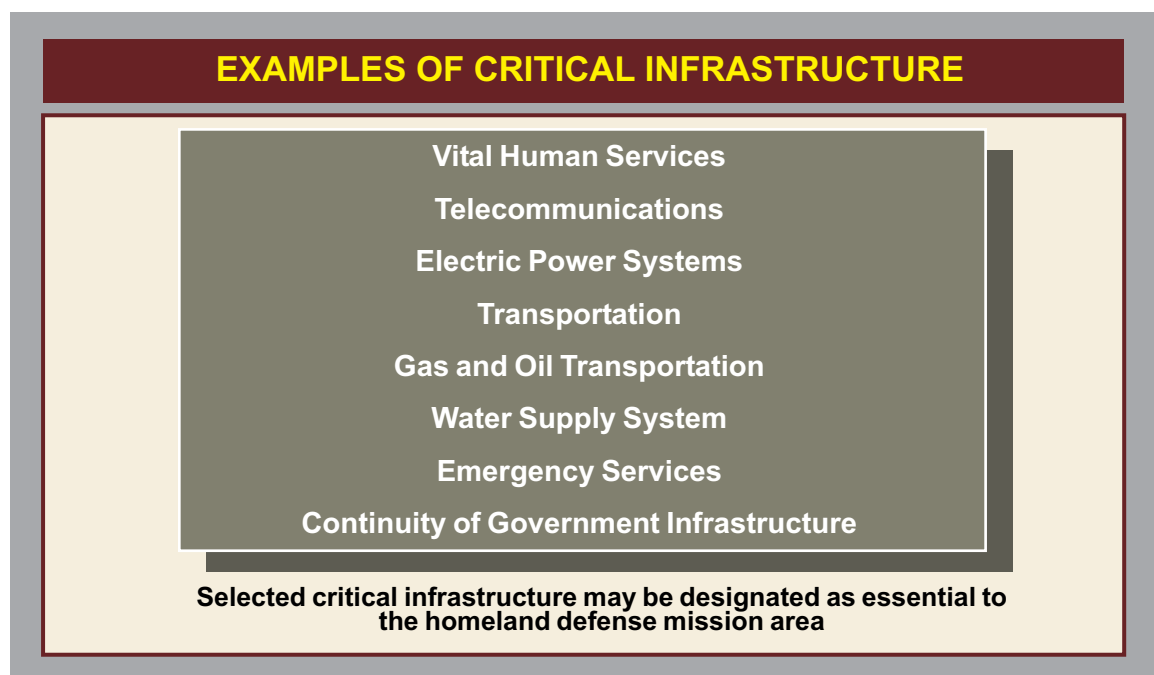 EXAMPLES OF CRITICAL INFRASTRUCTURE
Vital Human Services
Telecommunications
Electric Power Systems
Transportation
Gas and Oil Transportation
Water Supply System
Emergency Services
Continuity of Government Infrastructure
Selected critical infrastructure may be designated as essential to
the homeland defense mission area